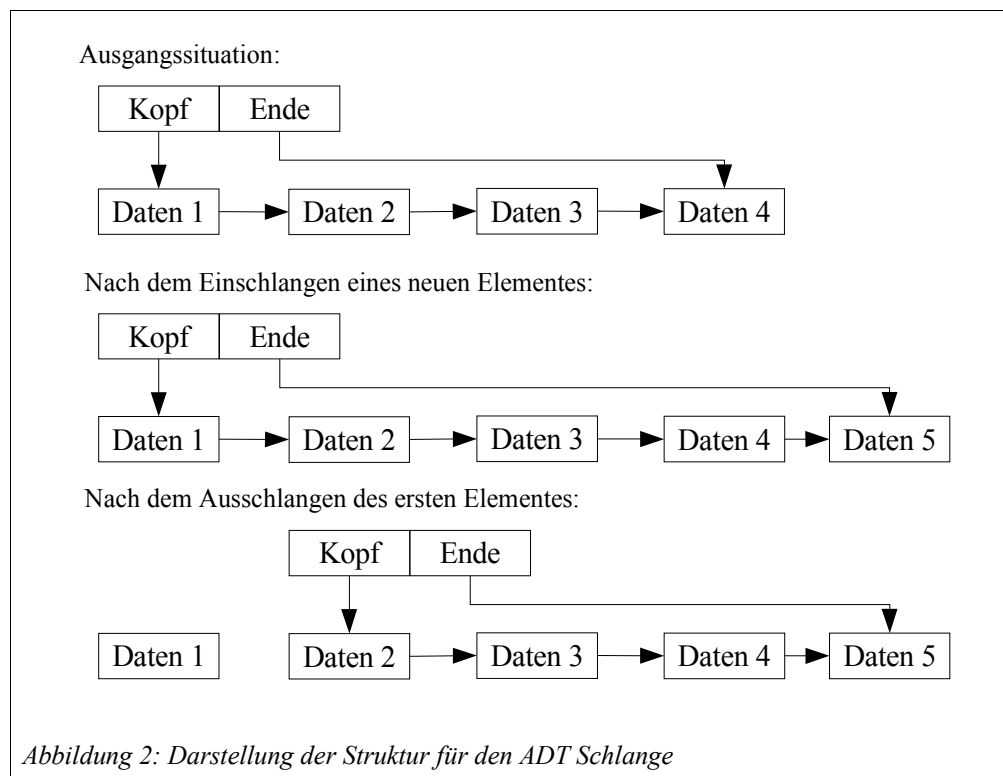 Ausgangssituation:
Kopf Ende
Daten 1 Daten 2 Daten 3 Daten 4
Nach dem Einschlangen eines neuen Elementes:
Kopf Ende
Daten 1 Daten 2 Daten 3 Daten 4 Daten 5
Nach dem Ausschlangen des ersten Elementes:
Kopf Ende
Daten 1 Daten 2 Daten 3 Daten 4 Daten 5
Abbildung 2: Darstellung der Struktur für den ADT Schlange